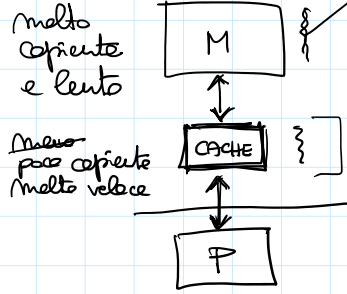 molto
capiente
e lento
M
CACHE
meno
poco capiente
molto veloce
P